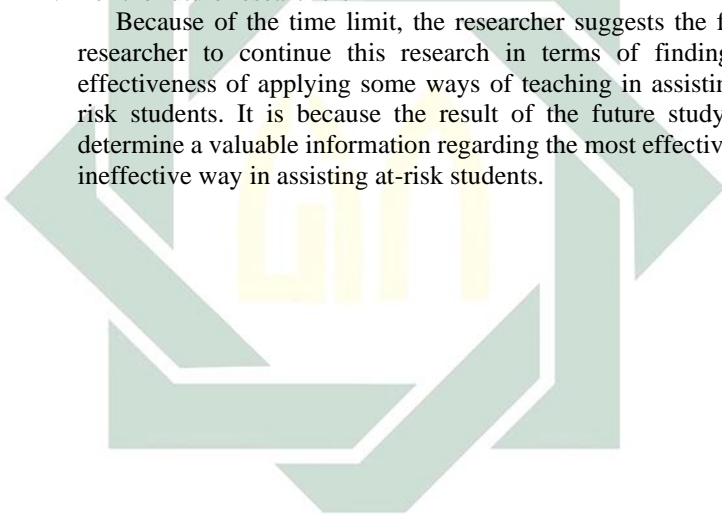 Because of the time limit, the researcher suggests the f
researcher to continue this research in terms of finding
effectiveness of applying some ways of teaching in assistin
risk students. It is because the result of the future study
determine a valuable information regarding the most effectiv
ineffective way in assisting at-risk students.